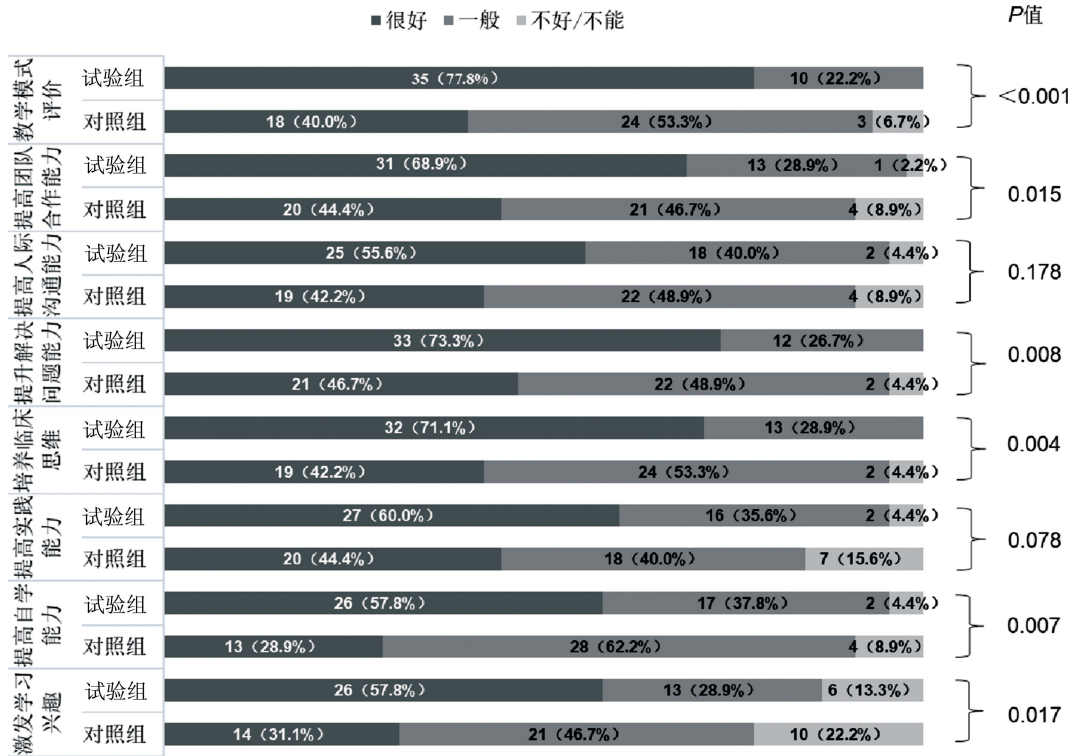 很好 一般 不好/不能 P值
教学模式
评价
试验组 35（77.8%） 10（22.2%）
对照组 18（40.0%） 24（53.3%） 3（6.7%）
＜0.001
提高团队
合作能力
试验组 31（68.9%） 13（28.9%） 1（2.2%）
对照组 20（44.4%） 21（46.7%） 4（8.9%）
0.015
提高人际
沟通能力
试验组 25（55.6%） 18（40.0%） 2（4.4%）
对照组 19（42.2%） 22（48.9%） 4（8.9%）
0.178
提升解决
问题能力
试验组 33（73.3%） 12（26.7%）
对照组 21（46.7%） 22（48.9%） 2（4.4%）
0.008
培养临床
思维
试验组 32（71.1%） 13（28.9%）
对照组 19（42.2%） 24（53.3%） 2（4.4%）
0.004
提高实践
能力
试验组 27（60.0%） 16（35.6%） 2（4.4%）
对照组 20（44.4%） 18（40.0%） 7（15.6%）
0.078
提高自学
能力
试验组 26（57.8%） 17（37.8%） 2（4.4%）
对照组 13（28.9%） 28（62.2%） 4（8.9%）
0.007
激发学习
兴趣
试验组 26（57.8%） 13（28.9%） 6（13.3%）
对照组 14（31.1%） 21（46.7%） 10（22.2%）
0.017